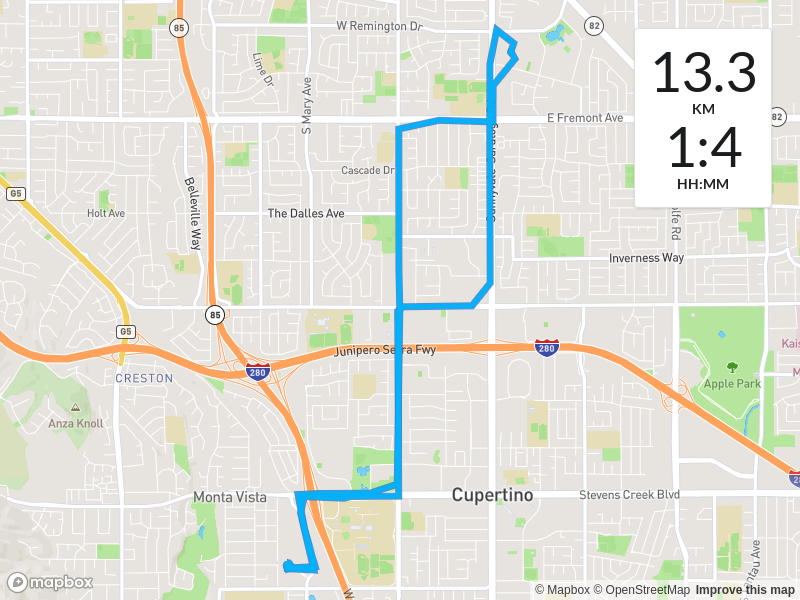 W Remington Dr
82
85
Lime Dr
S Mary Ave
13.3
KM
1:4
HH:MM
E Fremont Ave
82
Cascade Dr
G5
Belleville Way
Holt Ave
The Dalles Ave
Inverness Way
85
G5
Junipero Serra Fwy
280
280
CRESTON
Apple Park
Anza Knoll
Monta Vista
Cupertino
Stevens Creek Blvd
mapbox
© Mapbox © OpenStreetMap Improve this map